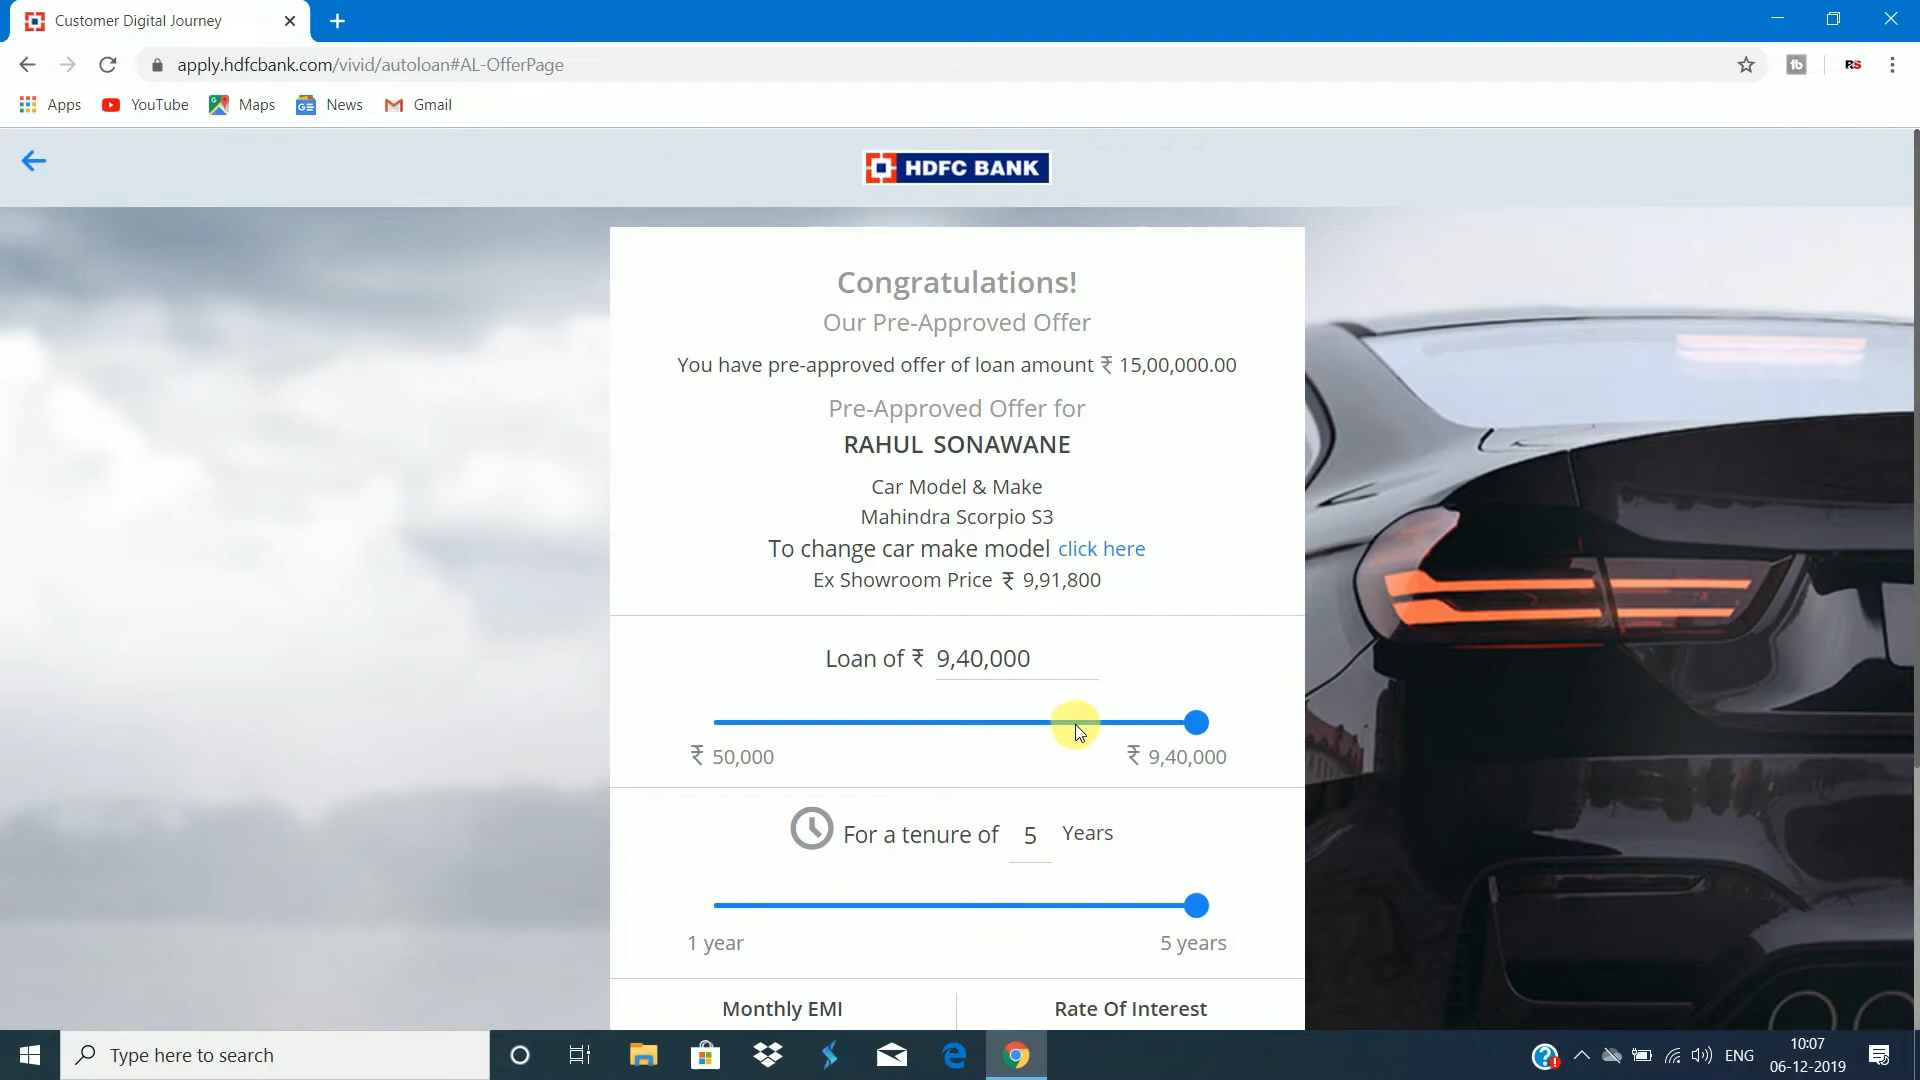 Customer Digital Journey
apply.hdfcbank.com/vivid/autoloan#AL-OfferPage
Apps YouTube Maps News Gmail
HDFC BANK
Congratulations!
Our Pre-Approved Offer
You have pre-approved offer of loan amount ₹ 15,00,000.00
Pre-Approved Offer for
RAHUL SONAWANE
Car Model & Make
Mahindra Scorpio S3
To change car make model click here
Ex Showroom Price ₹ 9,91,800
Loan of ₹ 9,40,000
₹ 50,000 ₹ 9,40,000
For a tenure of 5 Years
1 year 5 years
Monthly EMI Rate Of Interest
Type here to search
ENG
10:07
06-12-2019